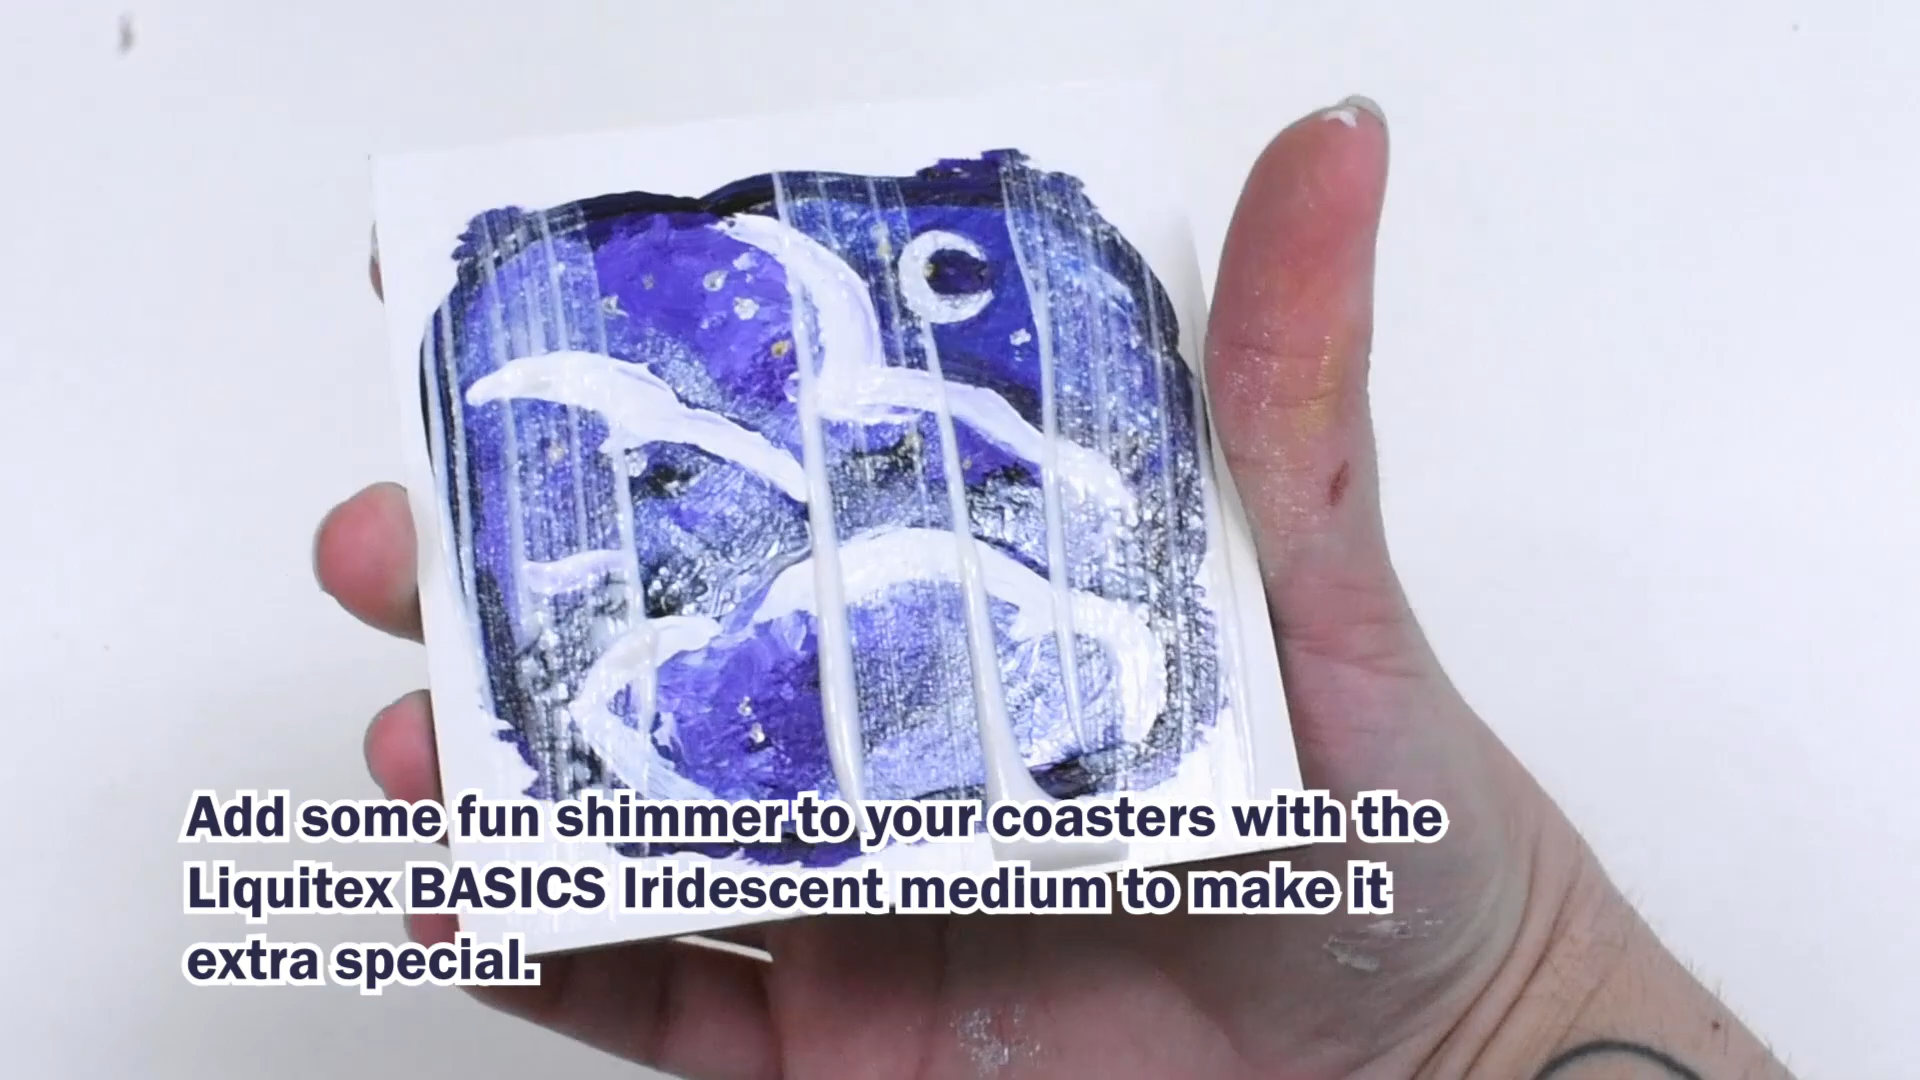 Add some fun shimmer to your coasters with the
Liquitex BASICS Iridescent medium to make it
extra special.